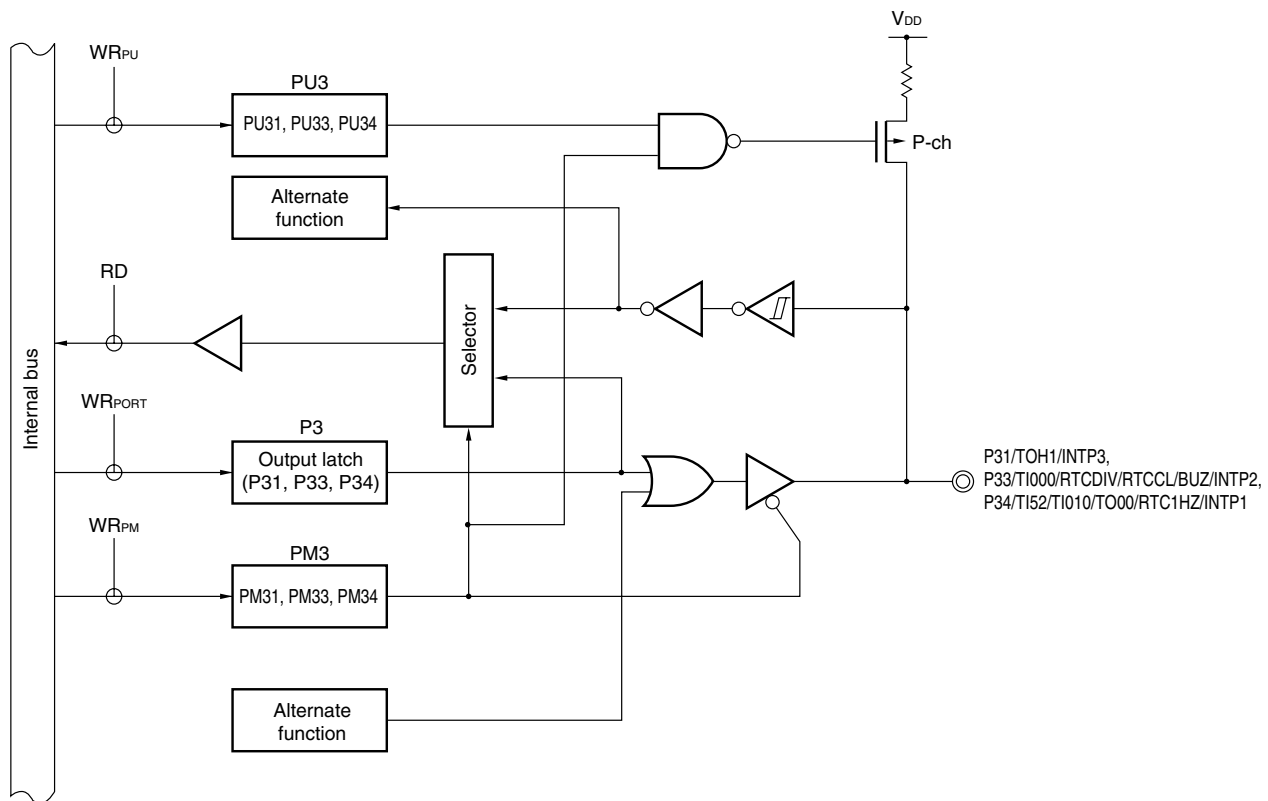 VDD
WRPU
PU3
PU31, PU33, PU34
P-ch
Alternate
function
RD
Selector
Internal bus
WRPORT
P3
Output latch
(P31, P33, P34)
P31/TOH1/INTP3,
P33/TI000/RTCDIV/RTCCL/BUZ/INTP2,
P34/TI52/TI010/TO00/RTC1HZ/INTP1
WRPM
PM3
PM31, PM33, PM34
Alternate
function